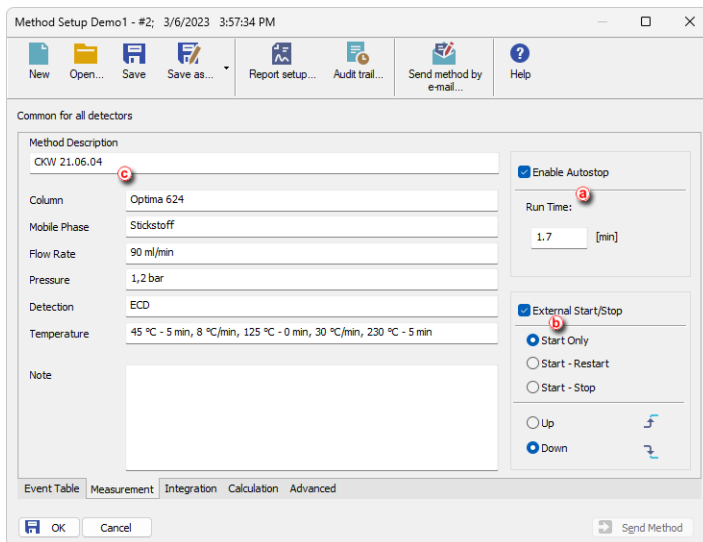 Method Setup Demo1 - #2; 3/6/2023 3:57:34 PM
New Open... Save Save as... Report setup... Audit trail... Send method by e-mail... Help
Common for all detectors
Method Description
CKW 21.06.04
c
Enable Autostop
a
Column Optima 624
Run Time:
Mobile Phase Stickstoff
1.7 [min]
Flow Rate 90 ml/min
Pressure 1,2 bar
Detection ECD
External Start/Stop
b
Temperature 45 °C - 5 min, 8 °C/min, 125 °C - 0 min, 30 °C/min, 230 °C - 5 min
Start Only
Start - Restart
Note
Start - Stop
Up
Down
Event Table Measurement Integration Calculation Advanced
OK Cancel Send Method